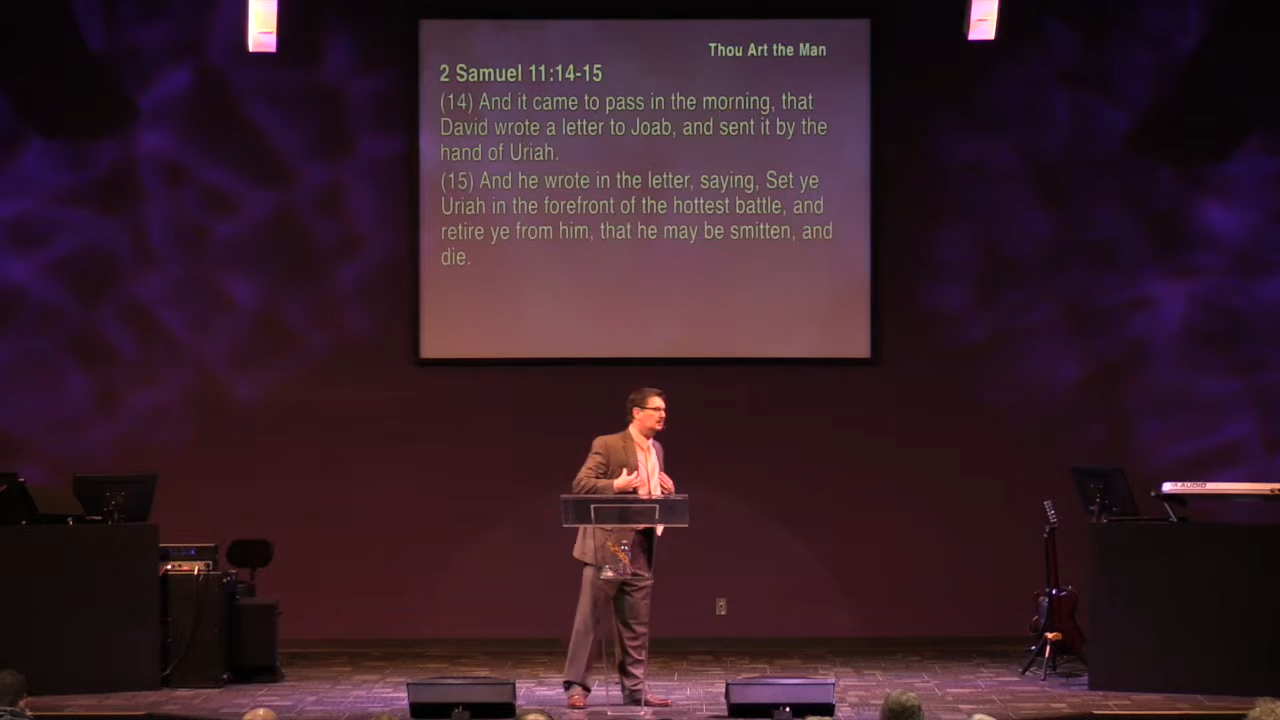 Thou Art the Man
2 Samuel 11:14-15
(14) And it came to pass in the morning, that
David wrote a letter to Joab, and sent it by the
hand of Uriah.
(15) And he wrote in the letter, saying, Set ye
Uriah in the forefront of the hottest battle, and
retire ye from him, that he may be smitten, and
die.
M-AUDIO